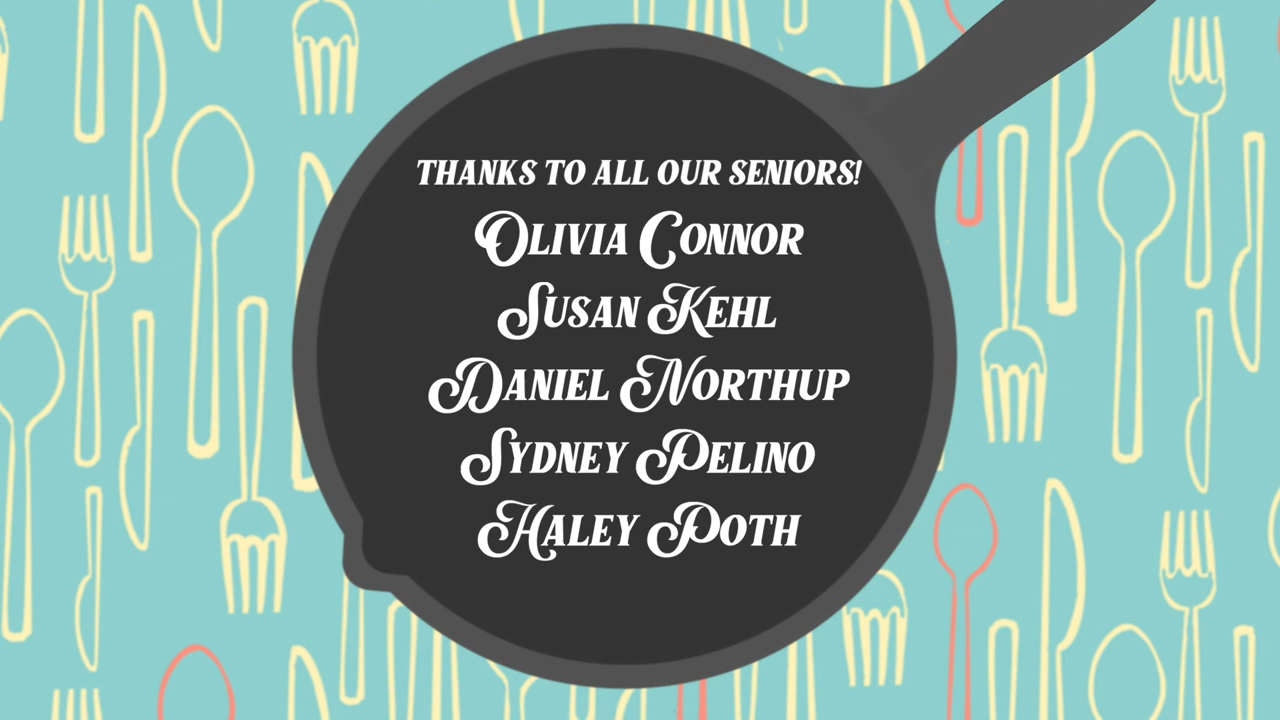 THANKS TO ALL OUR SENIORS!
OLIVIA CONNOR
SUSAN KEHL
DANIEL NORTHUP
SYDNEY PELINO
HALEY POTH